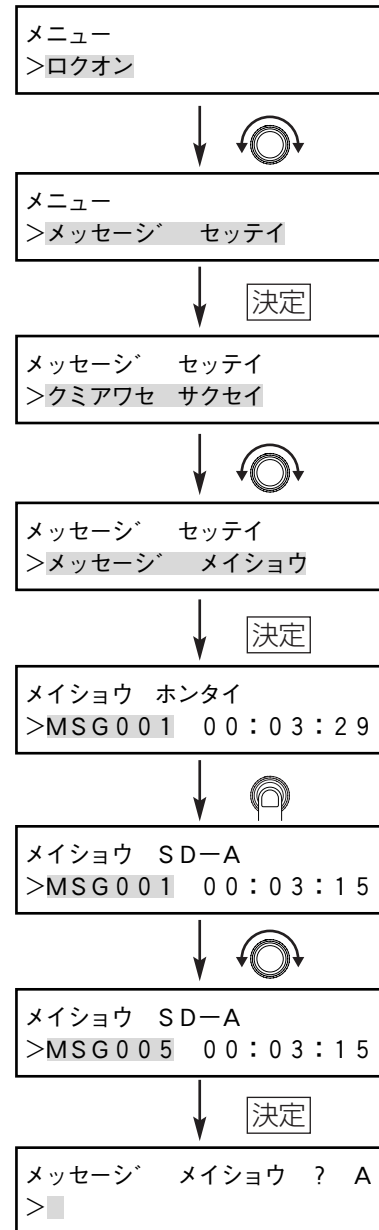 メニュー
>ロクオン
メニュー
>メッセージ セッテイ
決定
メッセージ セッテイ
>クミアワセ サクセイ
メッセージ セッテイ
>メッセージ メイショウ
決定
メイショウ ホンタイ
>MSG001 00:03:29
メイショウ SD－A
>MSG001 00:03:15
メイショウ SD－A
>MSG005 00:03:15
決定
メッセージ メイショウ ? A
>